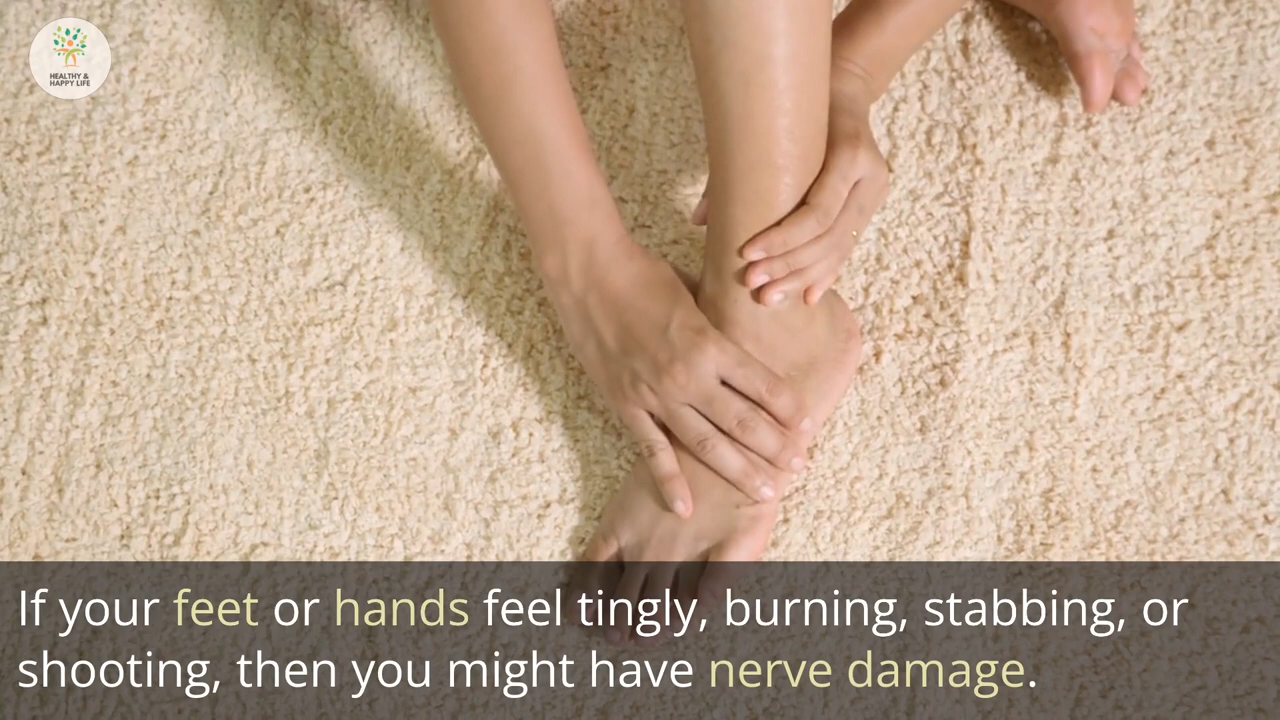 HEALTHY &
HAPPY LIFE
If your feet or hands feel tingly, burning, stabbing, or
shooting, then you might have nerve damage.